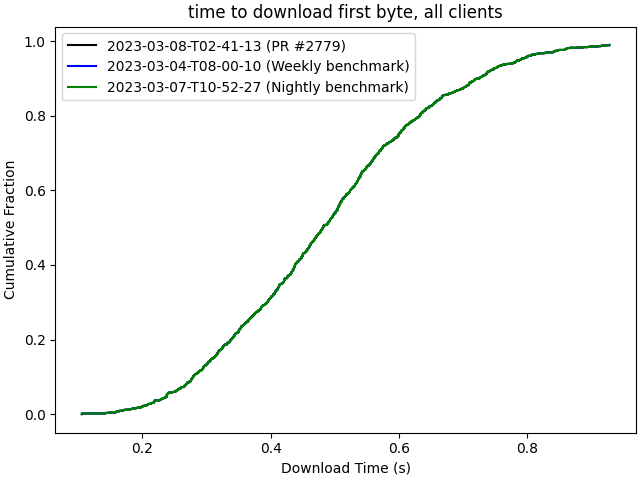 time to download first byte, all clients
1.0
0.8
0.6
0.4
0.2
0.0
Cumulative Fraction
2023-03-08-T02-41-13 (PR #2779)
2023-03-04-T08-00-10 (Weekly benchmark)
2023-03-07-T10-52-27 (Nightly benchmark)
0.2 0.4 0.6 0.8
Download Time (s)